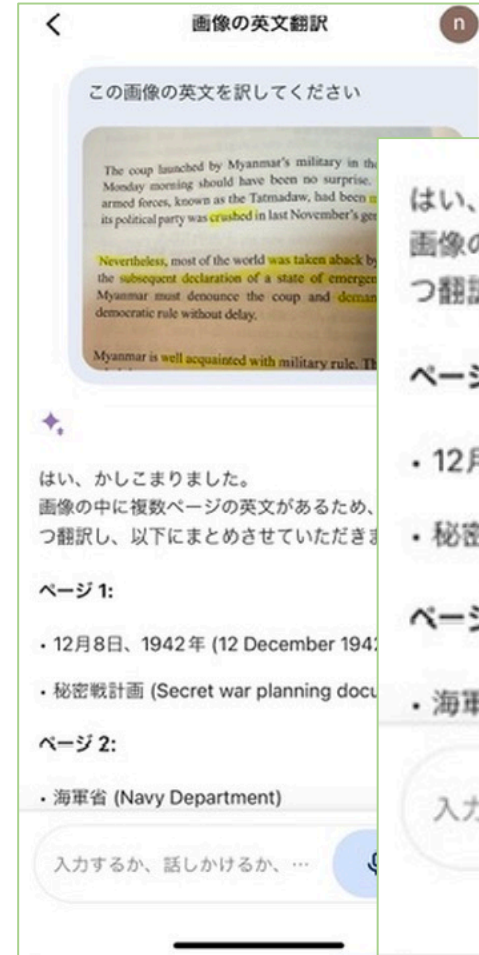 画像の英文翻訳
n
この画像の英文を訳してください
The coup launched by Myanmar's military in the
Monday morning should have been no surprise.
armed forces, known as the Tatmadaw, had been
its political party was crushed in last November's
Nevertheless, most of the world was taken aback by
the subsequent declaration of a state of
Myanmar must denounce the coup and
democratic rule without delay.
Myanmar is well acquainted with military rule.
はい、かしこまりました。
画像の中に複数ページの英文があるため、
つ翻訳し、以下にまとめさせていただきま
ページ 1:
• 12月8日、1942年 (12 December 194
• 秘密戦計画 (Secret war planning docu
ページ 2:
• 海軍省 (Navy Department)
入力するか、話しかけるか、…
はい、
画像の
つ翻
ペー
• 12月
• 秘密
ペー
• 海軍
入力